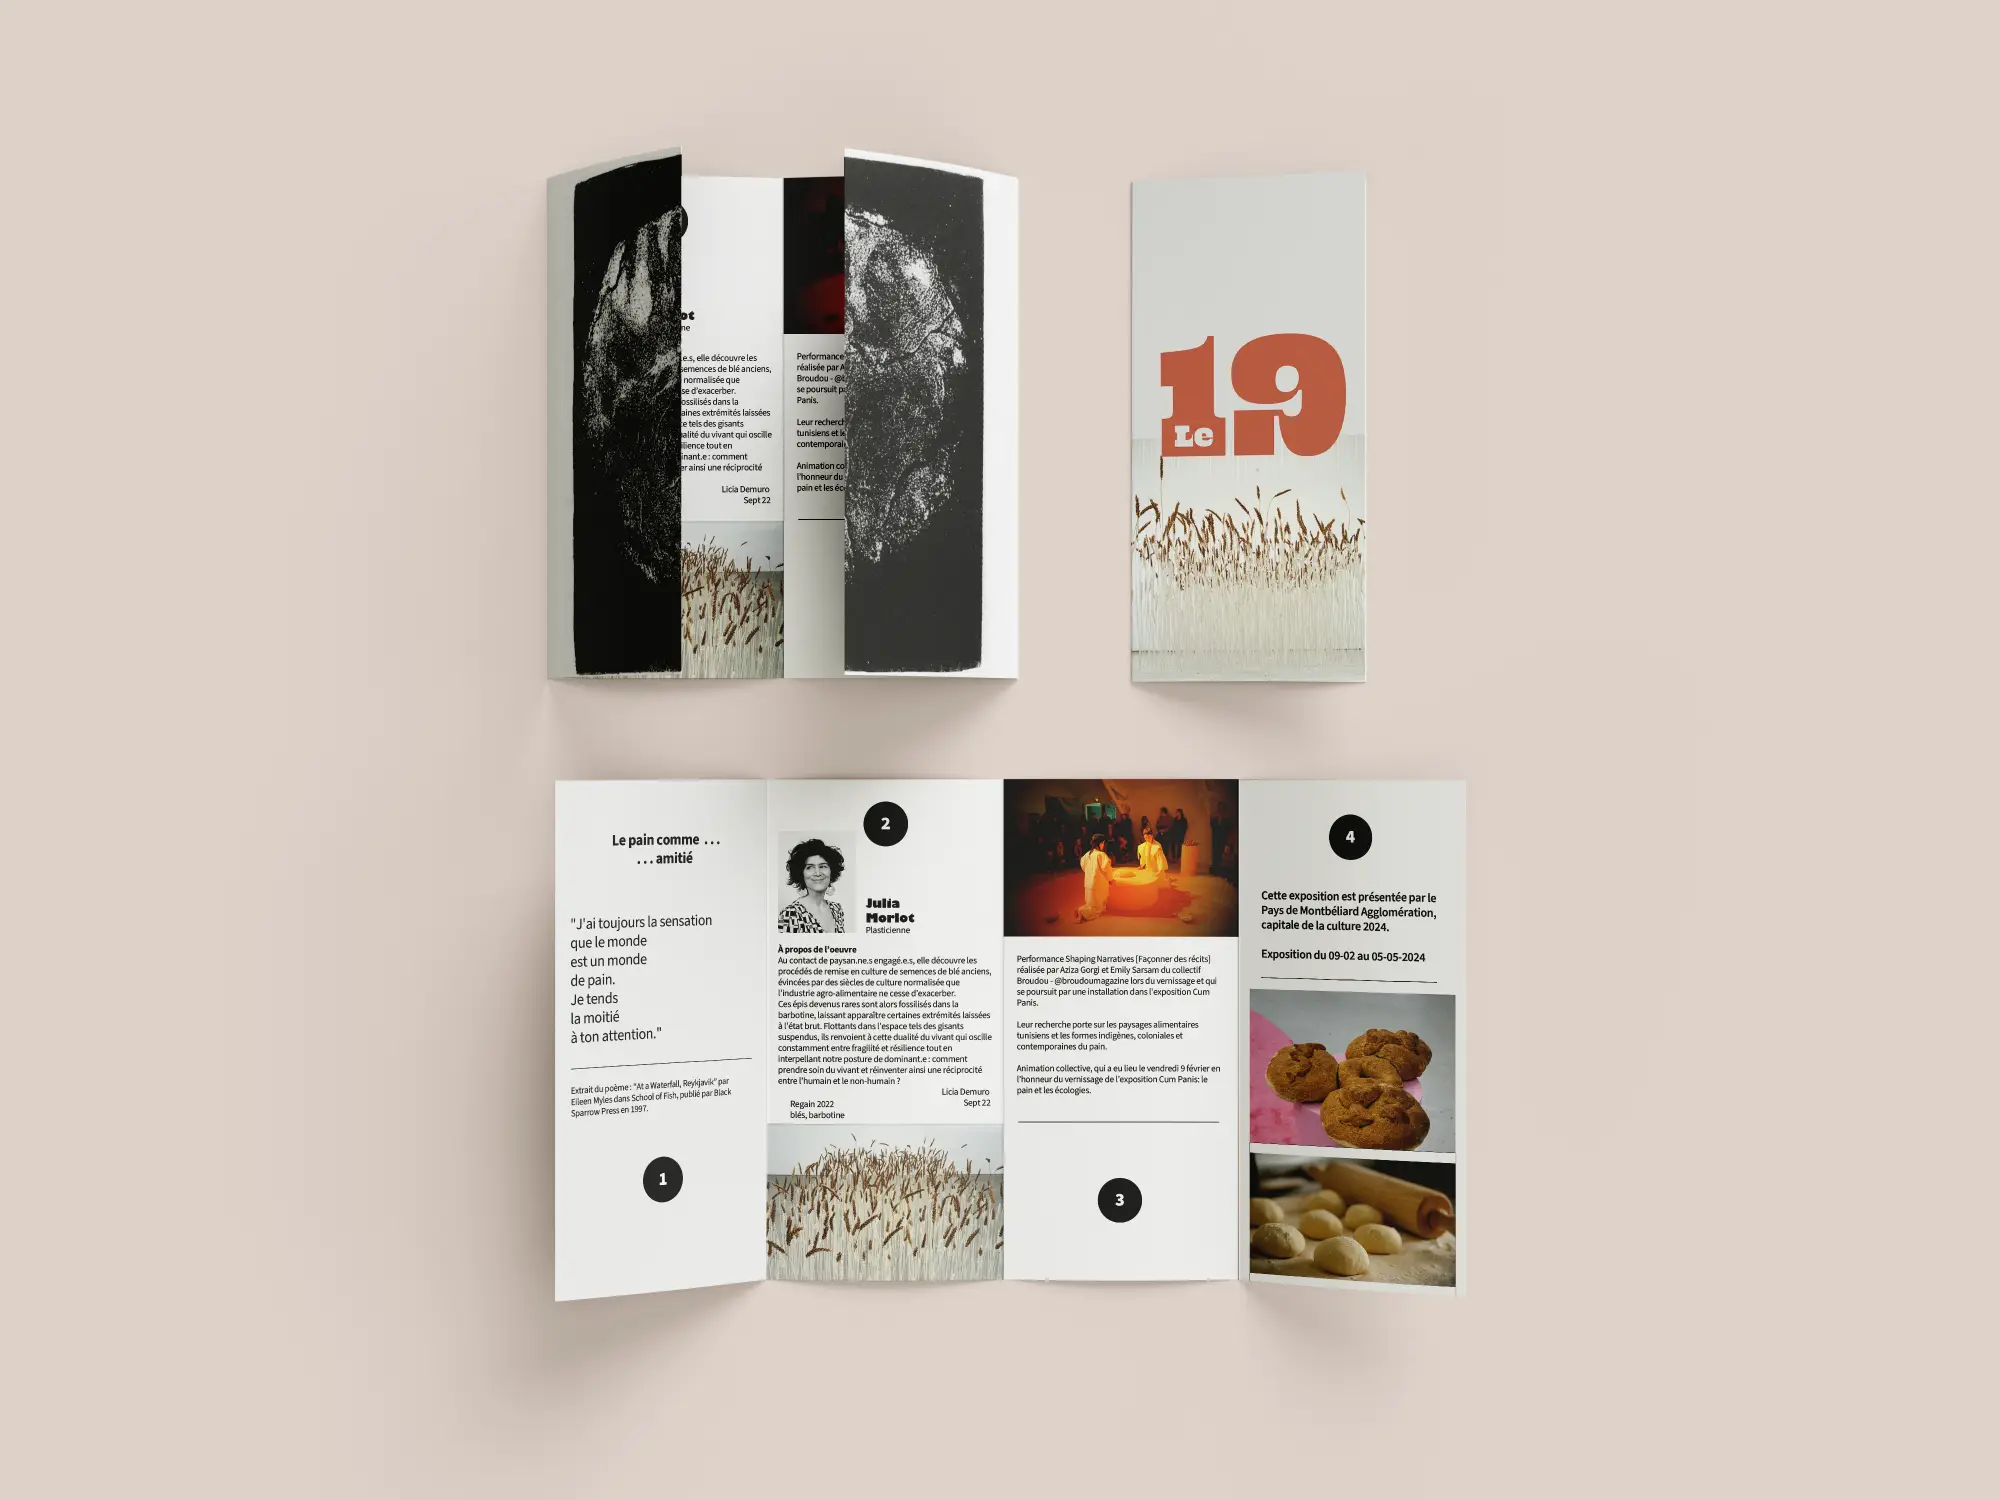 ot
ne
.e.s, elle découvre les
semences de blé anciens,
normalisée que
se d'exacerber.
ossilisés dans la
aines extrémités laissées
e tels des gisants
alité du vivant qui oscille
silience tout en
inant.e : comment
er ainsi une réciprocité
Licia Demuro
Sept 22
Performance
réalisée par A
Broudou - @b
se poursuit p
Panis.
Leur recherch
tunisiens et le
contemporai
Animation co
l'honneur du
pain et les éc
19
Le
Le pain comme ...
... amitié
"J'ai toujours la sensation
que le monde
est un monde
de pain.
Je tends
la moitié
à ton attention."
Extrait du poème : "At a Waterfall, Reykjavik" par
Eileen Myles dans School of Fish, publié par Black
Sparrow Press en 1997.
1
2
Julia
Morlot
Plasticienne
À propos de l'oeuvre
Au contact de paysan.ne.s engagé.e.s, elle découvre les
procédés de remise en culture de semences de blé anciens,
évincées par des siècles de culture normalisée que
l'industrie agro-alimentaire ne cesse d'exacerber.
Ces épis devenus rares sont alors fossilisés dans la
barbotine, laissant apparaître certaines extrémités laissées
à l'état brut. Flottants dans l'espace tels des gisants
suspendus, ils renvoient à cette dualité du vivant qui oscille
constamment entre fragilité et résilience tout en
interpellant notre posture de dominant.e : comment
prendre soin du vivant et réinventer ainsi une réciprocité
entre l'humain et le non-humain ?
Licia Demuro
Sept 22
Regain 2022
blés, barbotine
Performance Shaping Narratives [Façonner des récits]
réalisée par Aziza Gorgi et Emily Sarsam du collectif
Broudou - @broudoumagazine lors du vernissage et qui
se poursuit par une installation dans l'exposition Cum
Panis.
Leur recherche porte sur les paysages alimentaires
tunisiens et les formes indigènes, coloniales et
contemporaines du pain.
Animation collective, qui a eu lieu le vendredi 9 février en
l'honneur du vernissage de l'exposition Cum Panis: le
pain et les écologies.
3
4
Cette exposition est présentée par le
Pays de Montbéliard Agglomération,
capitale de la culture 2024.
Exposition du 09-02 au 05-05-2024